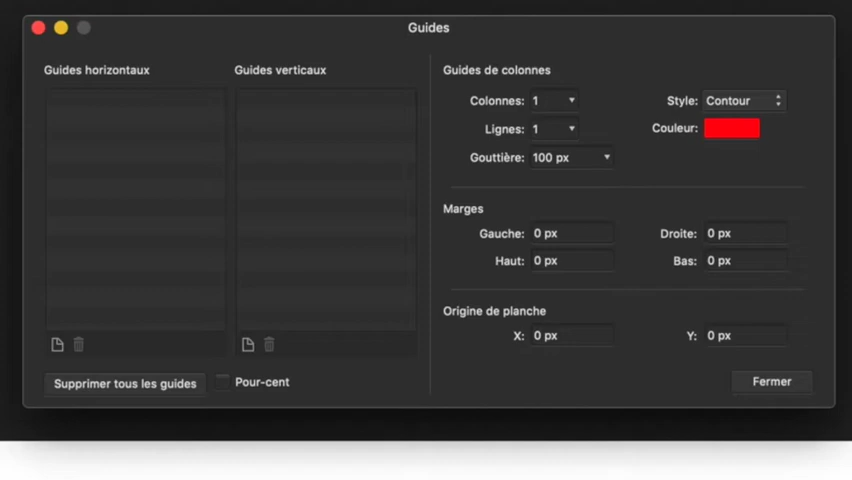 Guides
Guides horizontaux
Guides verticaux
Supprimer tous les guides
Pour-cent
Guides de colonnes
Colonnes: 1
Style: Contour
Lignes: 1
Couleur:
Gouttière: 100 px
Marges
Gauche: 0 px
Droite: 0 px
Haut: 0 px
Bas: 0 px
Origine de planche
X: 0 px
Y: 0 px
Fermer